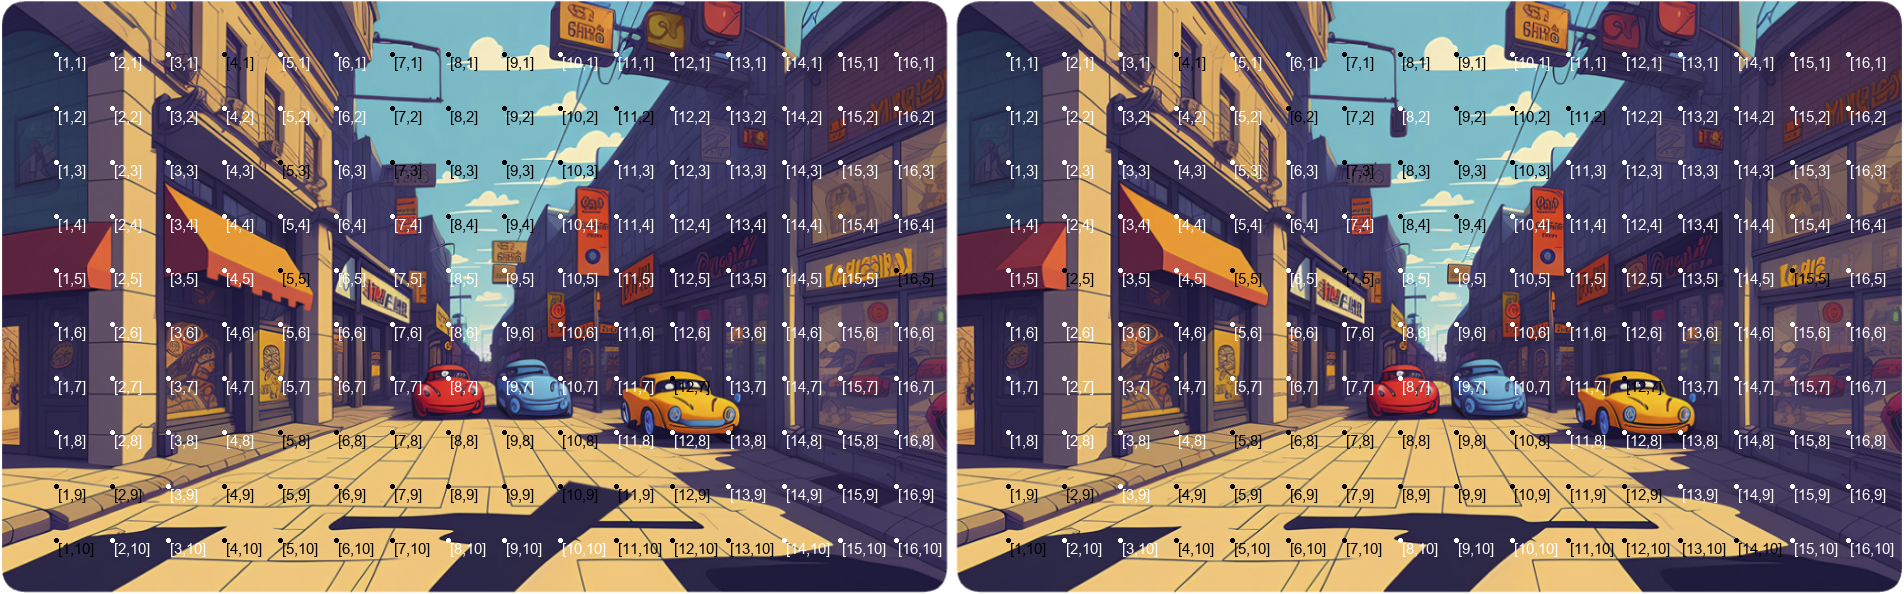 [1,1] [2,1] [3,1] [4,1] [5,1] [6,1] [7,1] [8,1] [9,1] [10,1] [11,1] [12,1] [13,1] [14,1] [15,1] [16,1]
[1,2] [2,2] [3,2] [4,2] [5,2] [6,2] [7,2] [8,2] [9,2] [10,2] [11,2] [12,2] [13,2] [14,2] [15,2] [16,2]
[1,3] [2,3] [3,3] [4,3] [5,3] [6,3] [7,3] [8,3] [9,3] [10,3] [11,3] [12,3] [13,3] [14,3] [15,3] [16,3]
[1,4] [2,4] [3,4] [4,4] [5,4] [6,4] [7,4] [8,4] [9,4] [10,4] [11,4] [12,4] [13,4] [14,4] [15,4] [16,4]
[1,5] [2,5] [3,5] [4,5] [5,5] [6,5] [7,5] [8,5] [9,5] [10,5] [11,5] [12,5] [13,5] [14,5] [15,5] [16,5]
[1,6] [2,6] [3,6] [4,6] [5,6] [6,6] [7,6] [8,6] [9,6] [10,6] [11,6] [12,6] [13,6] [14,6] [15,6] [16,6]
[1,7] [2,7] [3,7] [4,7] [5,7] [6,7] [7,7] [8,7] [9,7] [10,7] [11,7] [12,7] [13,7] [14,7] [15,7] [16,7]
[1,8] [2,8] [3,8] [4,8] [5,8] [6,8] [7,8] [8,8] [9,8] [10,8] [11,8] [12,8] [13,8] [14,8] [15,8] [16,8]
[1,9] [2,9] [3,9] [4,9] [5,9] [6,9] [7,9] [8,9] [9,9] [10,9] [11,9] [12,9] [13,9] [14,9] [15,9] [16,9]
[1,10] [2,10] [3,10] [4,10] [5,10] [6,10] [7,10] [8,10] [9,10] [10,10] [11,10] [12,10] [13,10] [14,10] [15,10] [16,10]
[1,1] [2,1] [3,1] [4,1] [5,1] [6,1] [7,1] [8,1] [9,1] [10,1] [11,1] [12,1] [13,1] [14,1] [15,1] [16,1]
[1,2] [2,2] [3,2] [4,2] [5,2] [6,2] [7,2] [8,2] [9,2] [10,2] [11,2] [12,2] [13,2] [14,2] [15,2] [16,2]
[1,3] [2,3] [3,3] [4,3] [5,3] [6,3] [7,3] [8,3] [9,3] [10,3] [11,3] [12,3] [13,3] [14,3] [15,3] [16,3]
[1,4] [2,4] [3,4] [4,4] [5,4] [6,4] [7,4] [8,4] [9,4] [10,4] [11,4] [12,4] [13,4] [14,4] [15,4] [16,4]
[1,5] [2,5] [3,5] [4,5] [5,5] [6,5] [7,5] [8,5] [9,5] [10,5] [11,5] [12,5] [13,5] [14,5] [15,5] [16,5]
[1,6] [2,6] [3,6] [4,6] [5,6] [6,6] [7,6] [8,6] [9,6] [10,6] [11,6] [12,6] [13,6] [14,6] [15,6] [16,6]
[1,7] [2,7] [3,7] [4,7] [5,7] [6,7] [7,7] [8,7] [9,7] [10,7] [11,7] [12,7] [13,7] [14,7] [15,7] [16,7]
[1,8] [2,8] [3,8] [4,8] [5,8] [6,8] [7,8] [8,8] [9,8] [10,8] [11,8] [12,8] [13,8] [14,8] [15,8] [16,8]
[1,9] [2,9] [3,9] [4,9] [5,9] [6,9] [7,9] [8,9] [9,9] [10,9] [11,9] [12,9] [13,9] [14,9] [15,9] [16,9]
[1,10] [2,10] [3,10] [4,10] [5,10] [6,10] [7,10] [8,10] [9,10] [10,10] [11,10] [12,10] [13,10] [14,10] [15,10] [16,10]